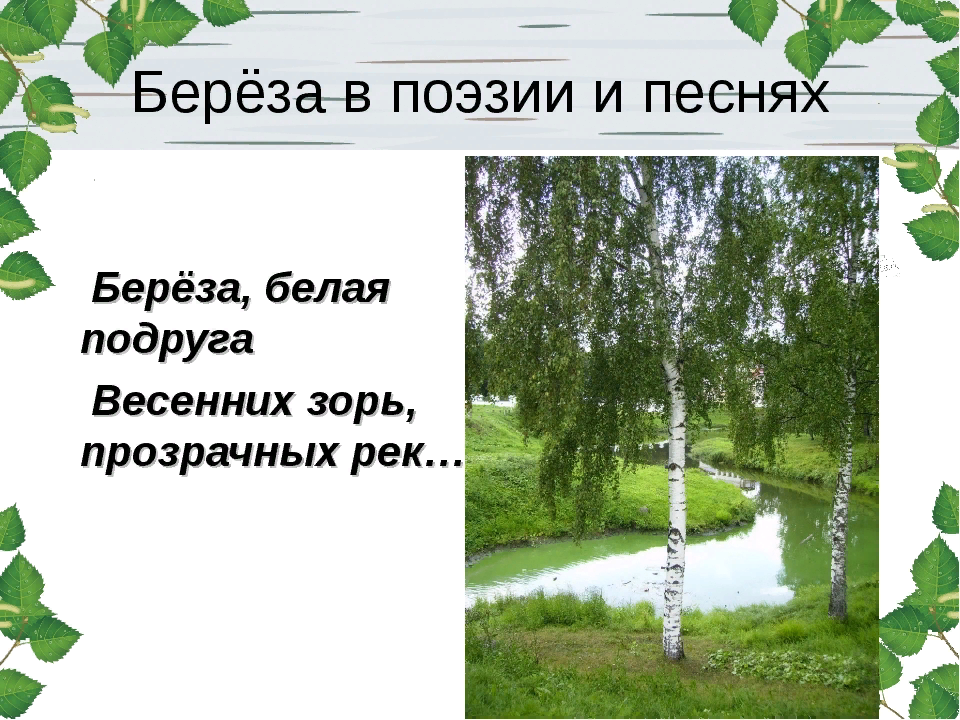 Берёза в поэзии и песнях
Берёза, белая
подруга
Весенних зорь,
прозрачных рек…